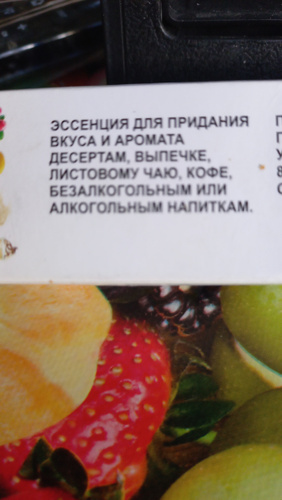 ЭССЕНЦИЯ ДЛЯ ПРИДАНИЯ
ВКУСА И АРОМАТА
ДЕСЕРТАМ, ВЫПЕЧКЕ,
ЛИСТОВОМУ ЧАЮ, КОФЕ,
БЕЗАЛКОГОЛЬНЫМ ИЛИ
АЛКОГОЛЬНЫМ НАПИТКАМ.